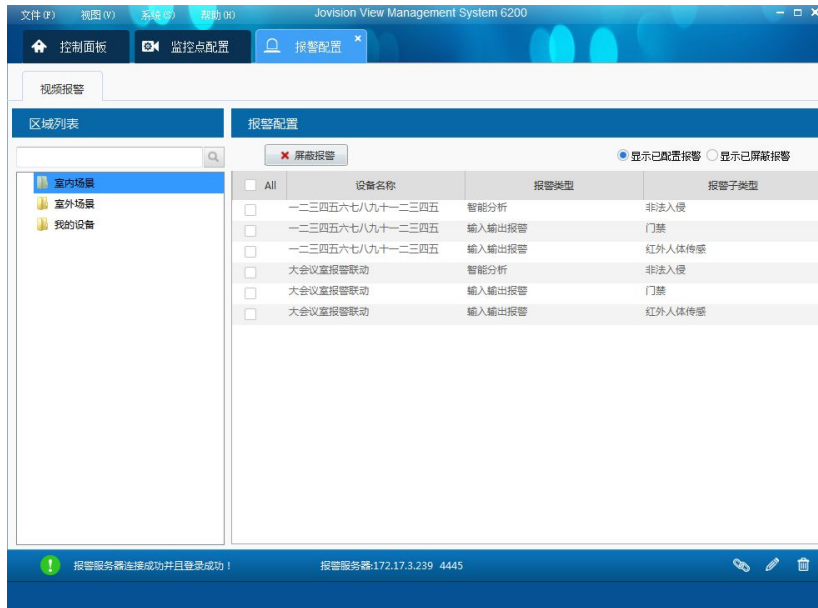 文件(F) 视图(V) 系统(S) 帮助(H) Jovision View Management System 6200
控制面板 监控点配置 报警配置
视频报警
区域列表 报警配置
屏蔽报警 显示已配置报警 显示已屏蔽报警
室内场景
室外场景
我的设备
All 设备名称 报警类型 报警子类型
一二三四五六七八九十一二三四五 智能分析 非法入侵
一二三四五六七八九十一二三四五 输入输出报警 门禁
一二三四五六七八九十一二三四五 输入输出报警 红外人体传感
大会议室报警联动 智能分析 非法入侵
大会议室报警联动 输入输出报警 门禁
大会议室报警联动 输入输出报警 红外人体传感
报警服务器连接成功并且登录成功! 报警服务器:172.17.3.239 4445